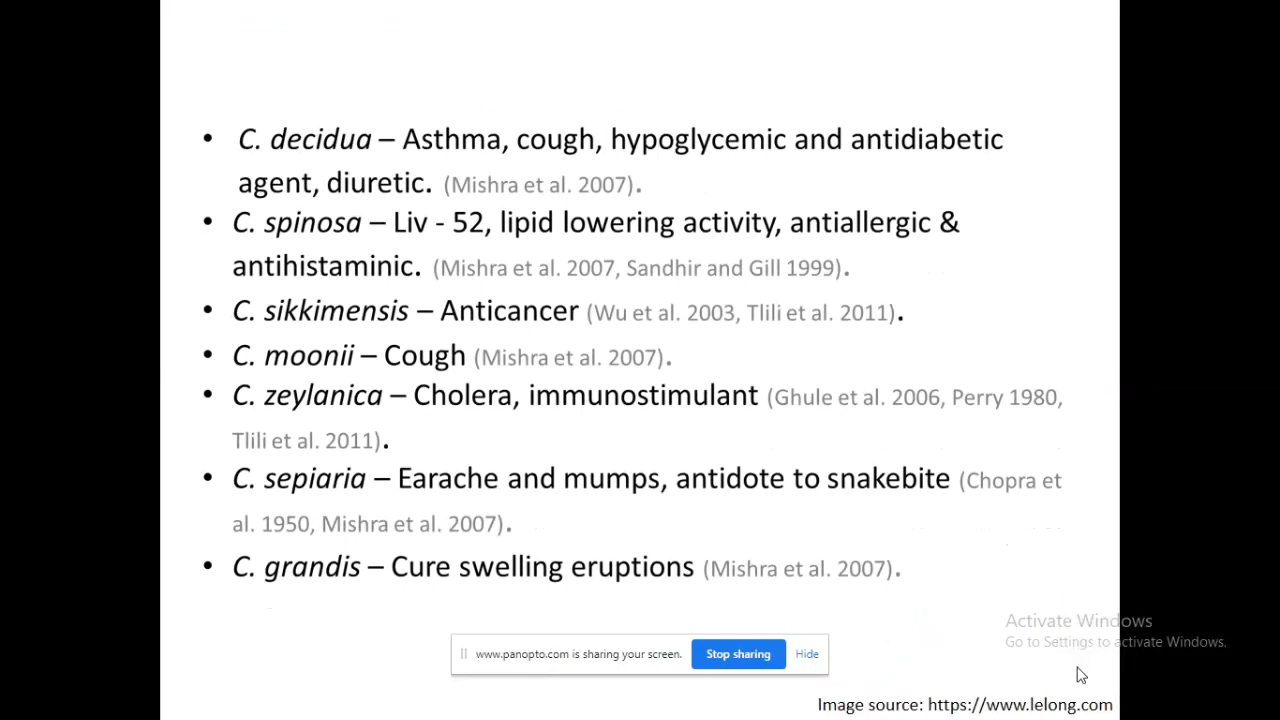 • C. decidua – Asthma, cough, hypoglycemic and antidiabetic
agent, diuretic. (Mishra et al. 2007).
• C. spinosa – Liv - 52, lipid lowering activity, antiallergic &
antihistaminic. (Mishra et al. 2007, Sandhir and Gill 1999).
• C. sikkimensis – Anticancer (Wu et al. 2003, Tlili et al. 2011).
• C. moonii – Cough (Mishra et al. 2007).
• C. zeylanica – Cholera, immunostimulant (Ghule et al. 2006, Perry 1980,
Tlili et al. 2011).
• C. sepiaria – Earache and mumps, antidote to snakebite (Chopra et
al. 1950, Mishra et al. 2007).
• C. grandis – Cure swelling eruptions (Mishra et al. 2007).
Activate Windows
Go to Settings to activate Windows.
www.panopto.com is sharing your screen. Stop sharing Hide
Image source: https://www.lelong.com